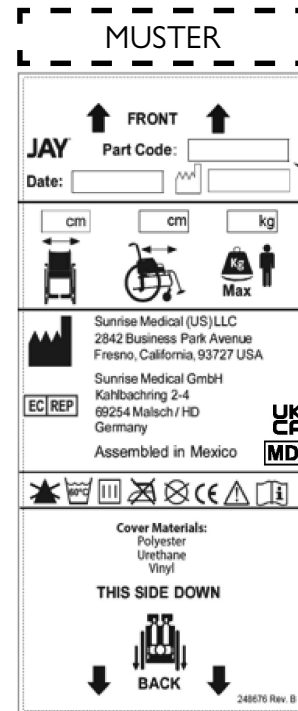 MUSTER
FRONT
JAY Part Code:
Date:
cm cm kg
Kg
Max
Sunrise Medical (US)LLC
2842 Business Park Avenue
Fresno, California, 93727 USA
Sunrise Medical GmbH
Kahlbachring 2-4
EC REP 69254 Malsch / HD
Germany
UK
CA
Assembled in Mexico MD
60°C CE i
Cover Materials:
Polyester
Urethane
Vinyl
THIS SIDE DOWN
BACK
248676 Rev. B